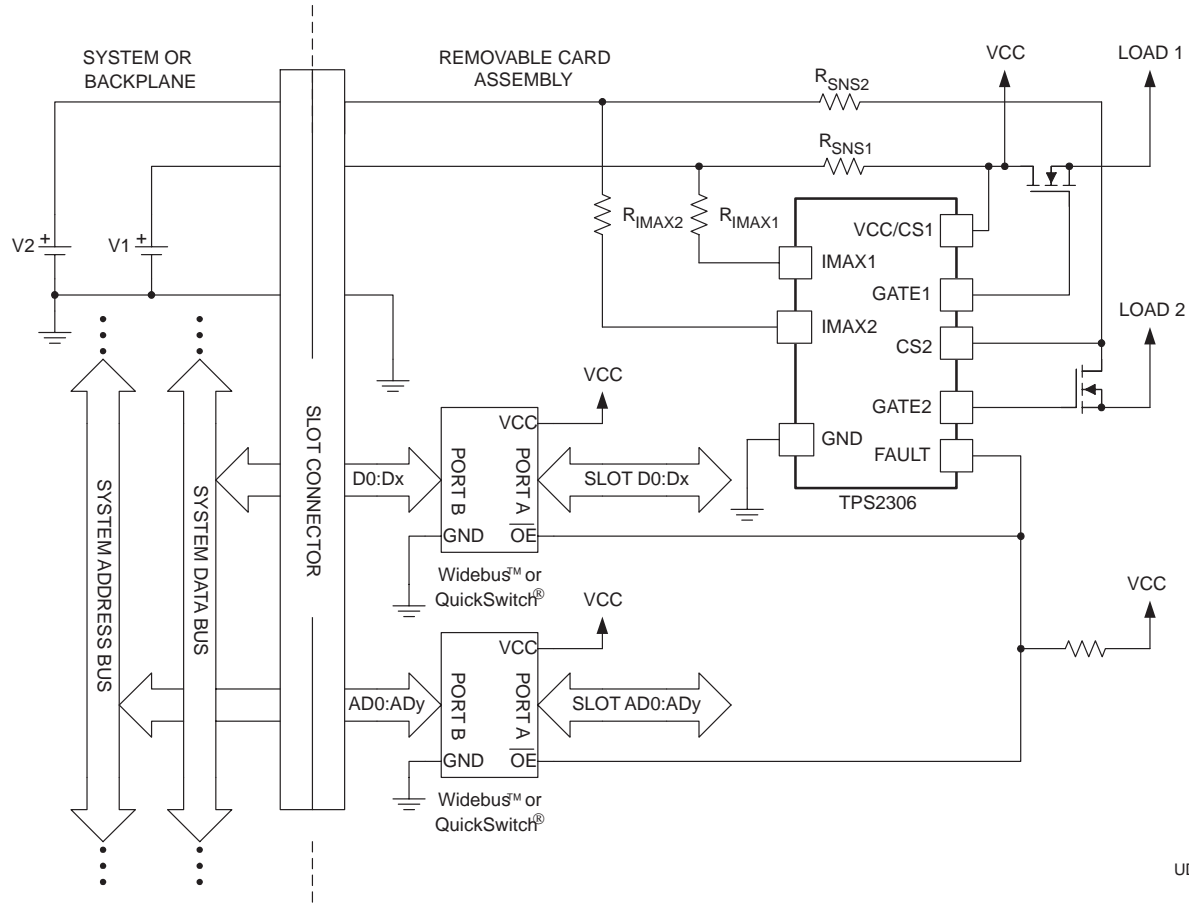 SYSTEM OR
BACKPLANE
REMOVABLE CARD
ASSEMBLY
VCC
LOAD 1
RSNS2
RSNS1
RIMAX2
RIMAX1
V2
+
V1
+
VCC/CS1
IMAX1
GATE1
IMAX2
CS2
LOAD 2
GATE2
GND
FAULT
TPS2306
SLOT CONNECTOR
SYSTEM ADDRESS BUS
SYSTEM DATA BUS
VCC
VCC
PORT B
PORT A
D0:Dx
SLOT D0:Dx
GND
OE
Widebus™ or
QuickSwitch®
VCC
VCC
VCC
PORT B
PORT A
AD0:ADy
SLOT AD0:ADy
GND
OE
Widebus™ or
QuickSwitch®
UD